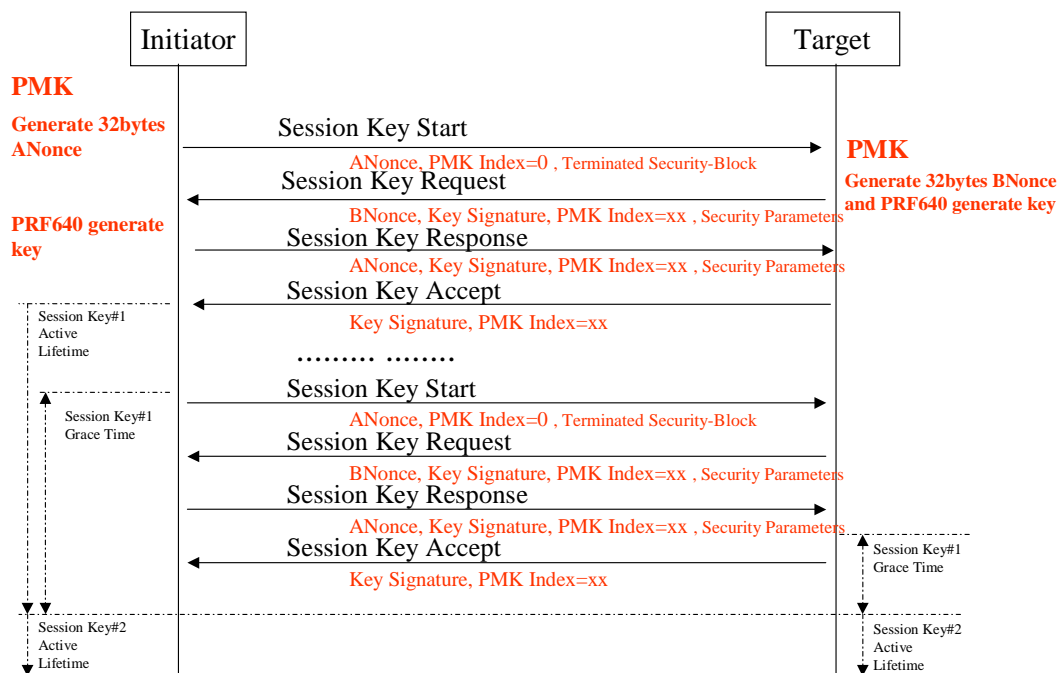 Initiator
Target
PMK
Generate 32bytes
ANonce
Session Key Start
ANonce, PMK Index=0 , Terminated Security-Block
PMK
Generate 32bytes BNonce
and PRF640 generate key
Session Key Request
BNonce, Key Signature, PMK Index=xx , Security Parameters
PRF640 generate
key
Session Key Response
ANonce, Key Signature, PMK Index=xx , Security Parameters
Session Key Accept
Key Signature, PMK Index=xx
Session Key#1
Active
Lifetime
......... ........
Session Key Start
ANonce, PMK Index=0 , Terminated Security-Block
Session Key#1
Grace Time
Session Key Request
BNonce, Key Signature, PMK Index=xx , Security Parameters
Session Key Response
ANonce, Key Signature, PMK Index=xx , Security Parameters
Session Key Accept
Key Signature, PMK Index=xx
Session Key#1
Grace Time
Session Key#2
Active
Lifetime
Session Key#2
Active
Lifetime